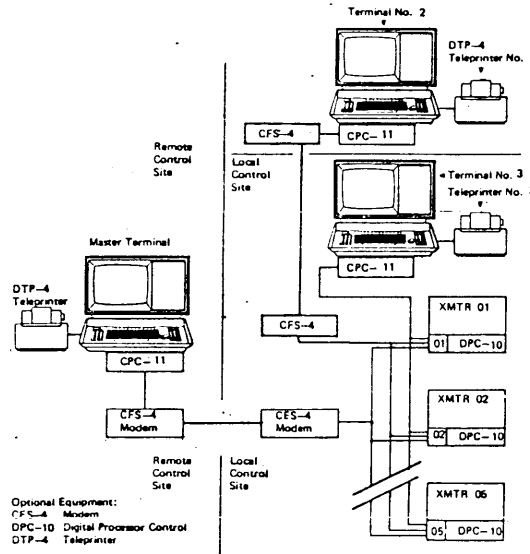 Terminal No. 2
DTP-4
Teleprinter No.
CFS-4
CPC- 11
Remote
Control
Site
Local
Control
Site
Terminal No. 3
Teleprinter No.
CPC- 11
Master Terminal
DTP-4
Teleprinter
CPC- 11
CFS-4
XMTR 01
01 DPC-10
CFS-4
Modem
CES-4
Modem
XMTR 02
02 DPC-10
Remote
Control
Site
Local
Control
Site
XMTR 05
05 DPC-10
Optional Equipment:
CFS-4 Modem
DPC-10 Digital Processor Control
DTP-4 Teleprinter